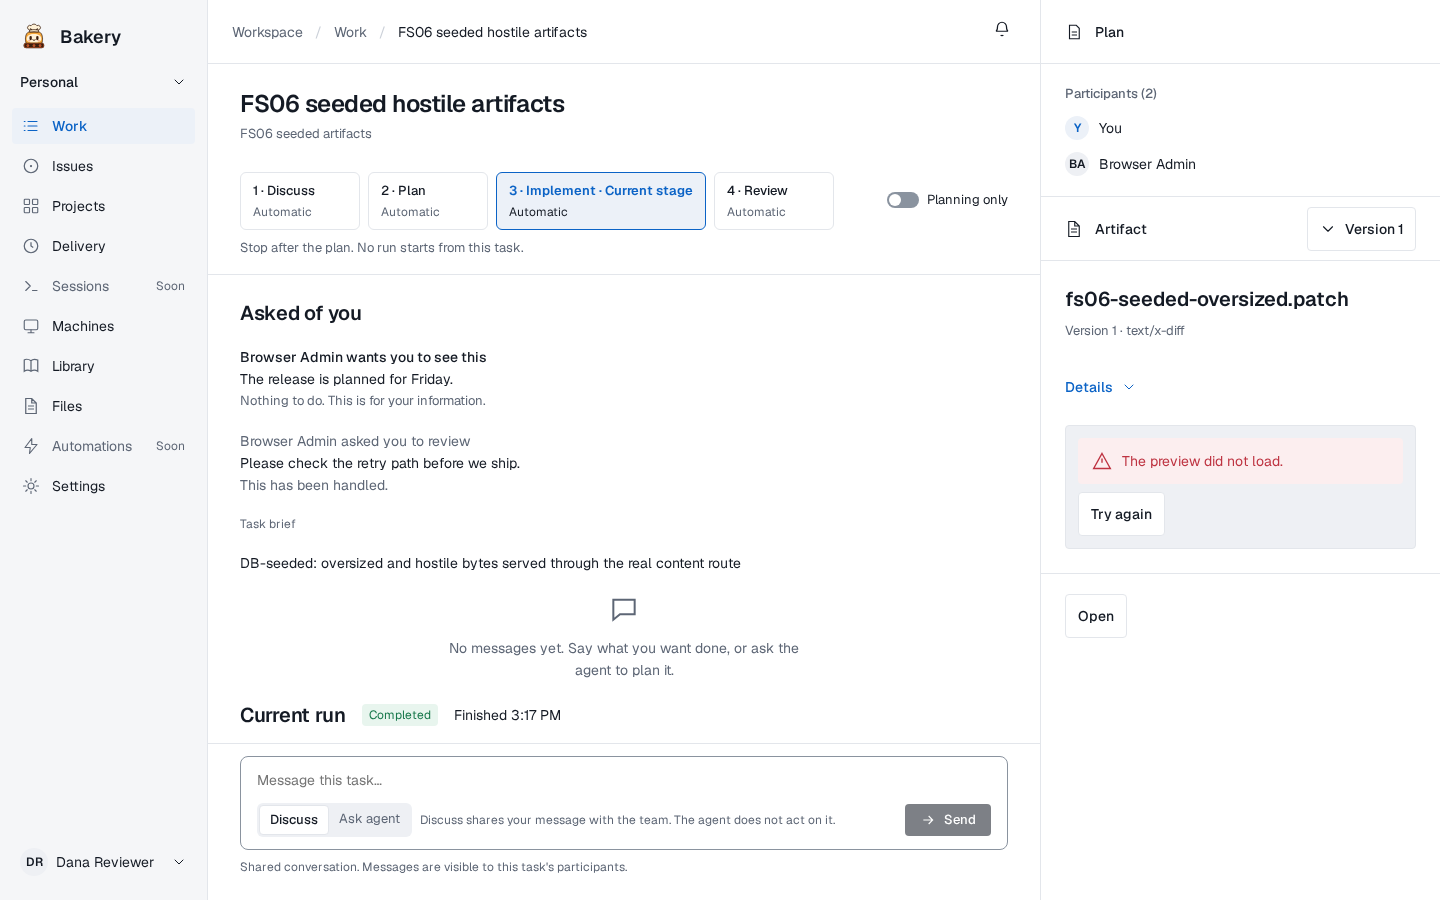 Bakery
Personal
Work
Issues
Projects
Delivery
Sessions Soon
Machines
Library
Files
Automations Soon
Settings
DR Dana Reviewer
Workspace / Work / FS06 seeded hostile artifacts
FS06 seeded hostile artifacts
FS06 seeded artifacts
1 · Discuss
Automatic
2 · Plan
Automatic
3 · Implement · Current stage
Automatic
4 · Review
Automatic
Planning only
Stop after the plan. No run starts from this task.
Asked of you
Browser Admin wants you to see this
The release is planned for Friday.
Nothing to do. This is for your information.
Browser Admin asked you to review
Please check the retry path before we ship.
This has been handled.
Task brief
DB-seeded: oversized and hostile bytes served through the real content route
No messages yet. Say what you want done, or ask the
agent to plan it.
Current run Completed Finished 3:17 PM
Message this task...
Discuss Ask agent Discuss shares your message with the team. The agent does not act on it. Send
Shared conversation. Messages are visible to this task's participants.
Plan
Participants (2)
Y You
BA Browser Admin
Artifact Version 1
fs06-seeded-oversized.patch
Version 1 · text/x-diff
Details
The preview did not load.
Try again
Open